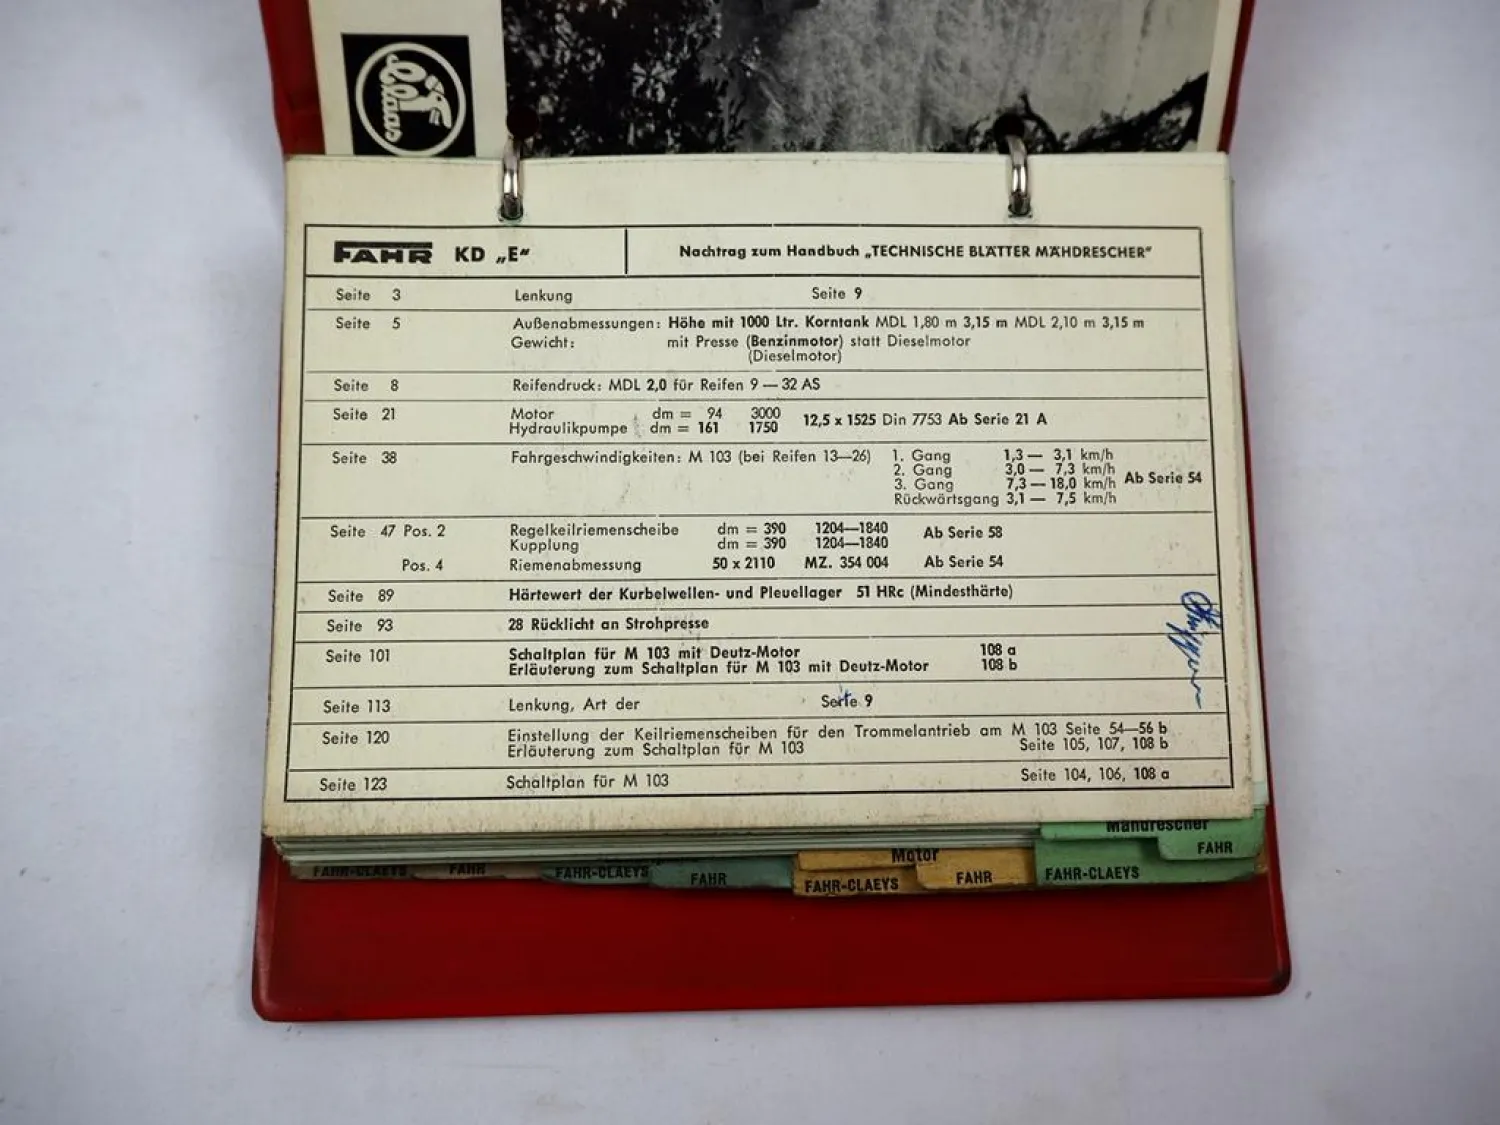 Claas
FAHR KD „E“ Nachtrag zum Handbuch „TECHNISCHE BLÄTTER MÄHDRESCHER“
Seite 3 Lenkung Seite 9
Seite 5 Außenabmessungen: Höhe mit 1000 Ltr. Korntank MDL 1,80 m 3,15 m MDL 2,10 m 3,15 m
Gewicht: mit Presse (Benzinmotor) statt Dieselmotor
(Dieselmotor)
Seite 8 Reifendruck: MDL 2,0 für Reifen 9 — 32 AS
Seite 21 Motor dm = 94 3000 12,5 x 1525 Din 7753 Ab Serie 21 A
Hydraulikpumpe dm = 161 1750
Seite 38 Fahrgeschwindigkeiten: M 103 (bei Reifen 13—26) 1. Gang 1,3 — 3,1 km/h
2. Gang 3,0 — 7,3 km/h
3. Gang 7,3 — 18,0 km/h Ab Serie 54
Rückwörtsgang 3,1 — 7,5 km/h
Seite 47 Pos. 2 Regelkeilriemenscheibe dm = 390 1204—1840 Ab Serie 58
Kupplung dm = 390 1204—1840
Pos. 4 Riemenabmessung 50 x 2110 MZ. 354 004 Ab Serie 54
Seite 89 Härtewert der Kurbelwellen- und Pleuellager 51 HRc (Mindesthärte)
Seite 93 28 Rücklicht an Strohpresse
Seite 101 Schaltplan für M 103 mit Deutz-Motor 108 a
Erläuterung zum Schaltplan für M 103 mit Deutz-Motor 108 b
Seite 113 Lenkung, Art der Seite 9
Seite 120 Einstellung der Keilriemenscheiben für den Trommelantrieb am M 103 Seite 54—56 b
Erläuterung zum Schaltplan für M 103 Seite 105, 107, 108 b
Seite 123 Schaltplan für M 103 Seite 104, 106, 108 a
Mähdrescher
FAHR
Motor
FAHR-CLAEYS FAHR FAHR-CLAEYS FAHR FAHR-CLAEYS FAHR FAHR-CLAEYS